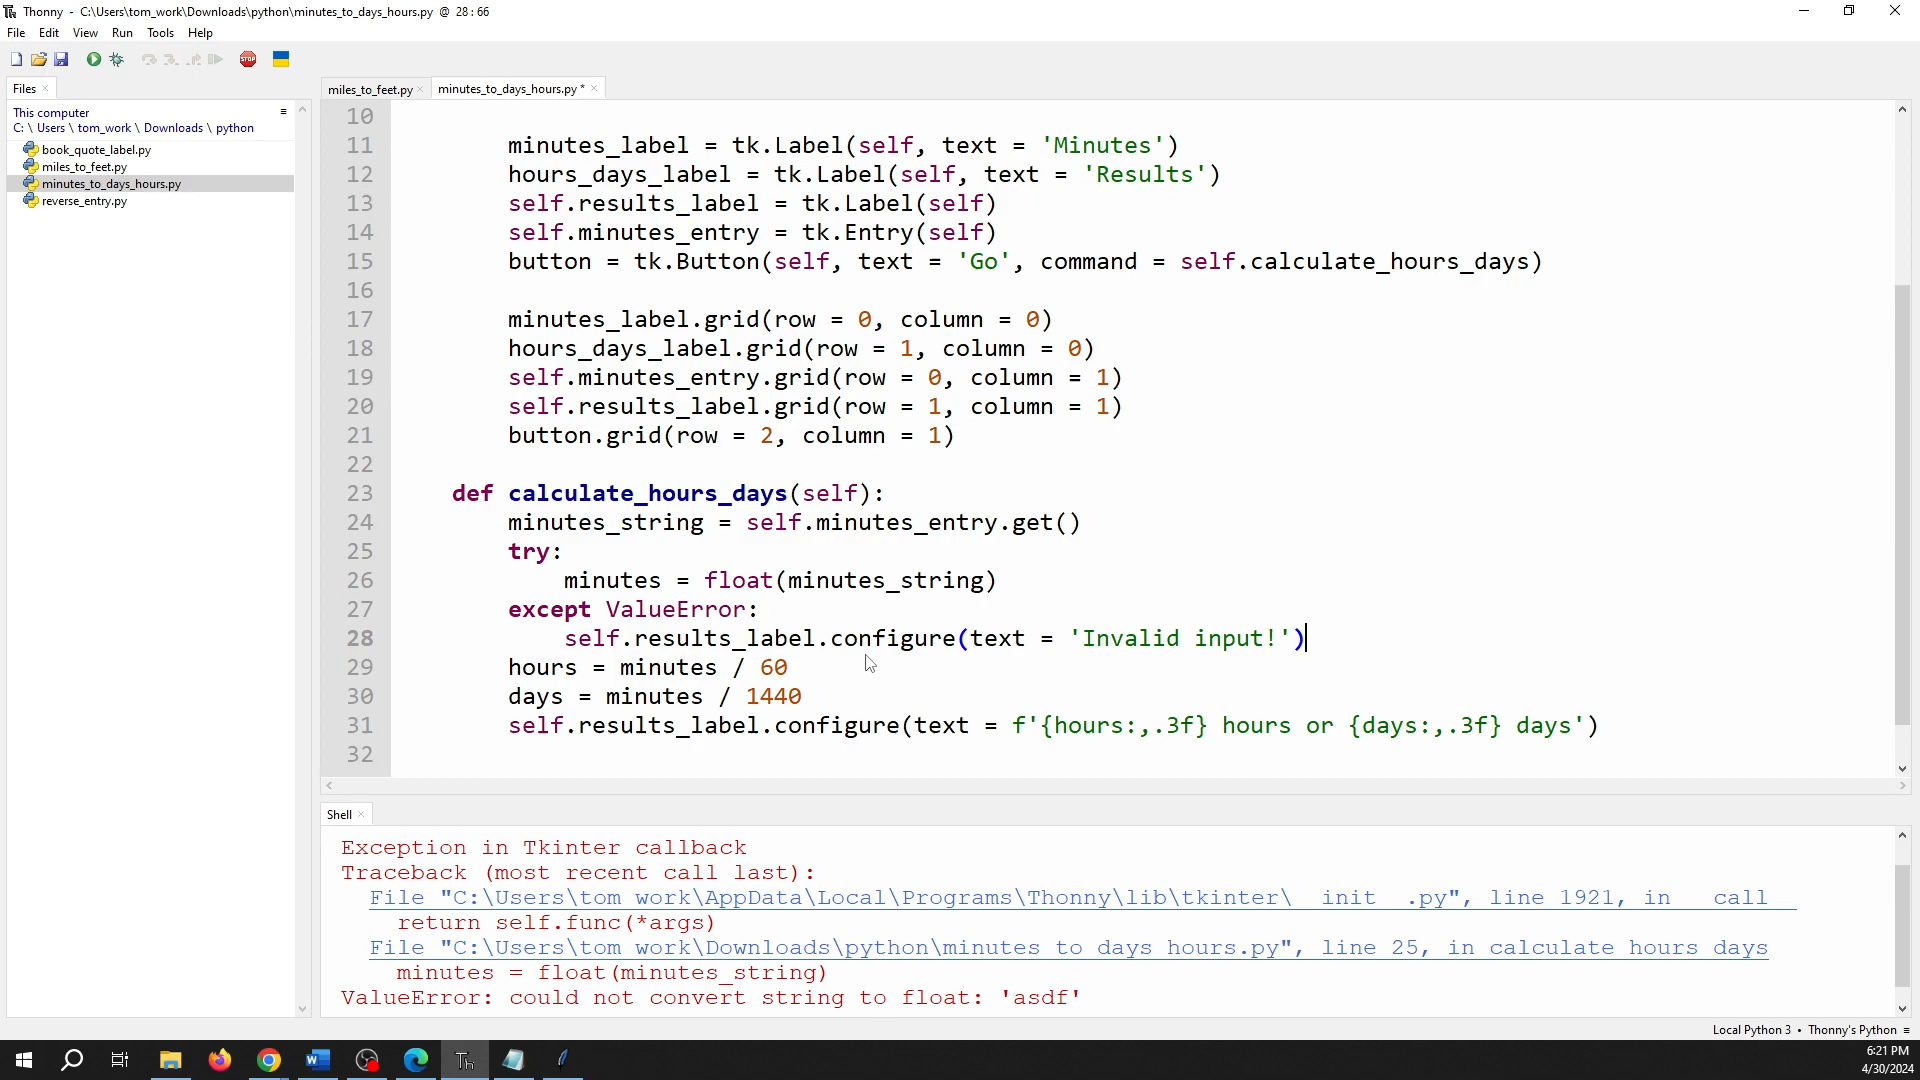 Thonny - C:\Users\tom_work\Downloads\python\minutes_to_days_hours.py @ 28:66
File Edit View Run Tools Help
STOP
Files
This computer
C: \ Users \ tom_work \ Downloads \ python
book_quote_label.py
miles_to_feet.py
minutes_to_days_hours.py
reverse_entry.py
miles_to_feet.py minutes_to_days_hours.py *
10
11 minutes_label = tk.Label(self, text = 'Minutes')
12 hours_days_label = tk.Label(self, text = 'Results')
13 self.results_label = tk.Label(self)
14 self.minutes_entry = tk.Entry(self)
15 button = tk.Button(self, text = 'Go', command = self.calculate_hours_days)
16
17 minutes_label.grid(row = 0, column = 0)
18 hours_days_label.grid(row = 1, column = 0)
19 self.minutes_entry.grid(row = 0, column = 1)
20 self.results_label.grid(row = 1, column = 1)
21 button.grid(row = 2, column = 1)
22
23 def calculate_hours_days(self):
24 minutes_string = self.minutes_entry.get()
25 try:
26 minutes = float(minutes_string)
27 except ValueError:
28 self.results_label.configure(text = 'Invalid input!')
29 hours = minutes / 60
30 days = minutes / 1440
31 self.results_label.configure(text = f'{hours:,.3f} hours or {days:,.3f} days')
32
Shell
Exception in Tkinter callback
Traceback (most recent call last):
File "C:\Users\tom_work\AppData\Local\Programs\Thonny\lib\tkinter\__init__.py", line 1921, in __call__
return self.func(*args)
File "C:\Users\tom_work\Downloads\python\minutes_to_days_hours.py", line 25, in calculate_hours_days
minutes = float(minutes_string)
ValueError: could not convert string to float: 'asdf'
Local Python 3 • Thonny's Python
6:21 PM
4/30/2024